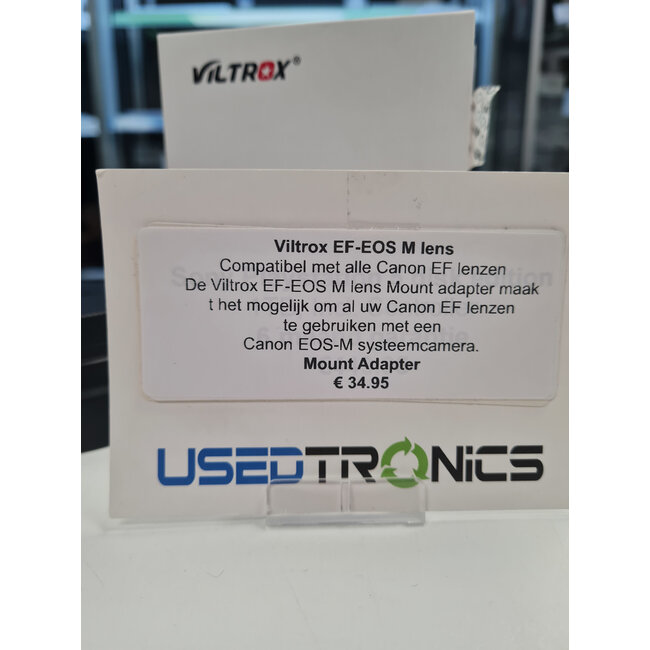 VILTROX®
Viltrox EF-EOS M lens
Compatibel met alle Canon EF lenzen
De Viltrox EF-EOS M lens Mount adapter maak
t het mogelijk om al uw Canon EF lenzen
te gebruiken met een
Canon EOS-M systeemcamera.
Mount Adapter
€ 34.95
USEDTRONiCS